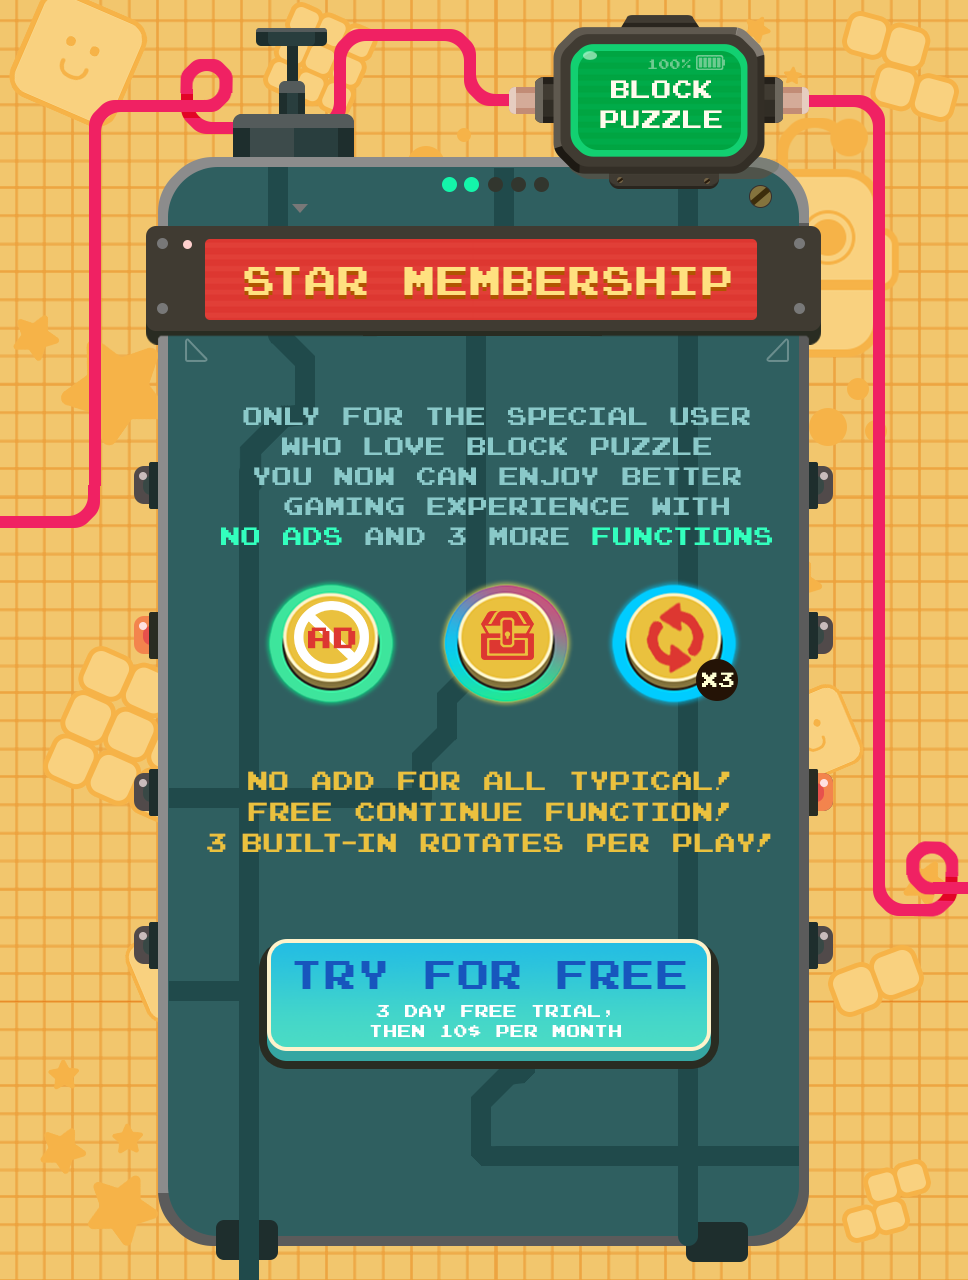 100%
BLOCK
PUZZLE
STAR MEMBERSHIP
ONLY FOR THE SPECIAL USER
WHO LOVE BLOCK PUZZLE
YOU NOW CAN ENJOY BETTER
GAMING EXPERIENCE WITH
NO ADS AND 3 MORE FUNCTIONS
AD
X3
NO ADD FOR ALL TYPICAL!
FREE CONTINUE FUNCTION!
3 BUILT-IN ROTATES PER PLAY!
TRY FOR FREE
3 DAY FREE TRIAL,
THEN 10$ PER MONTH